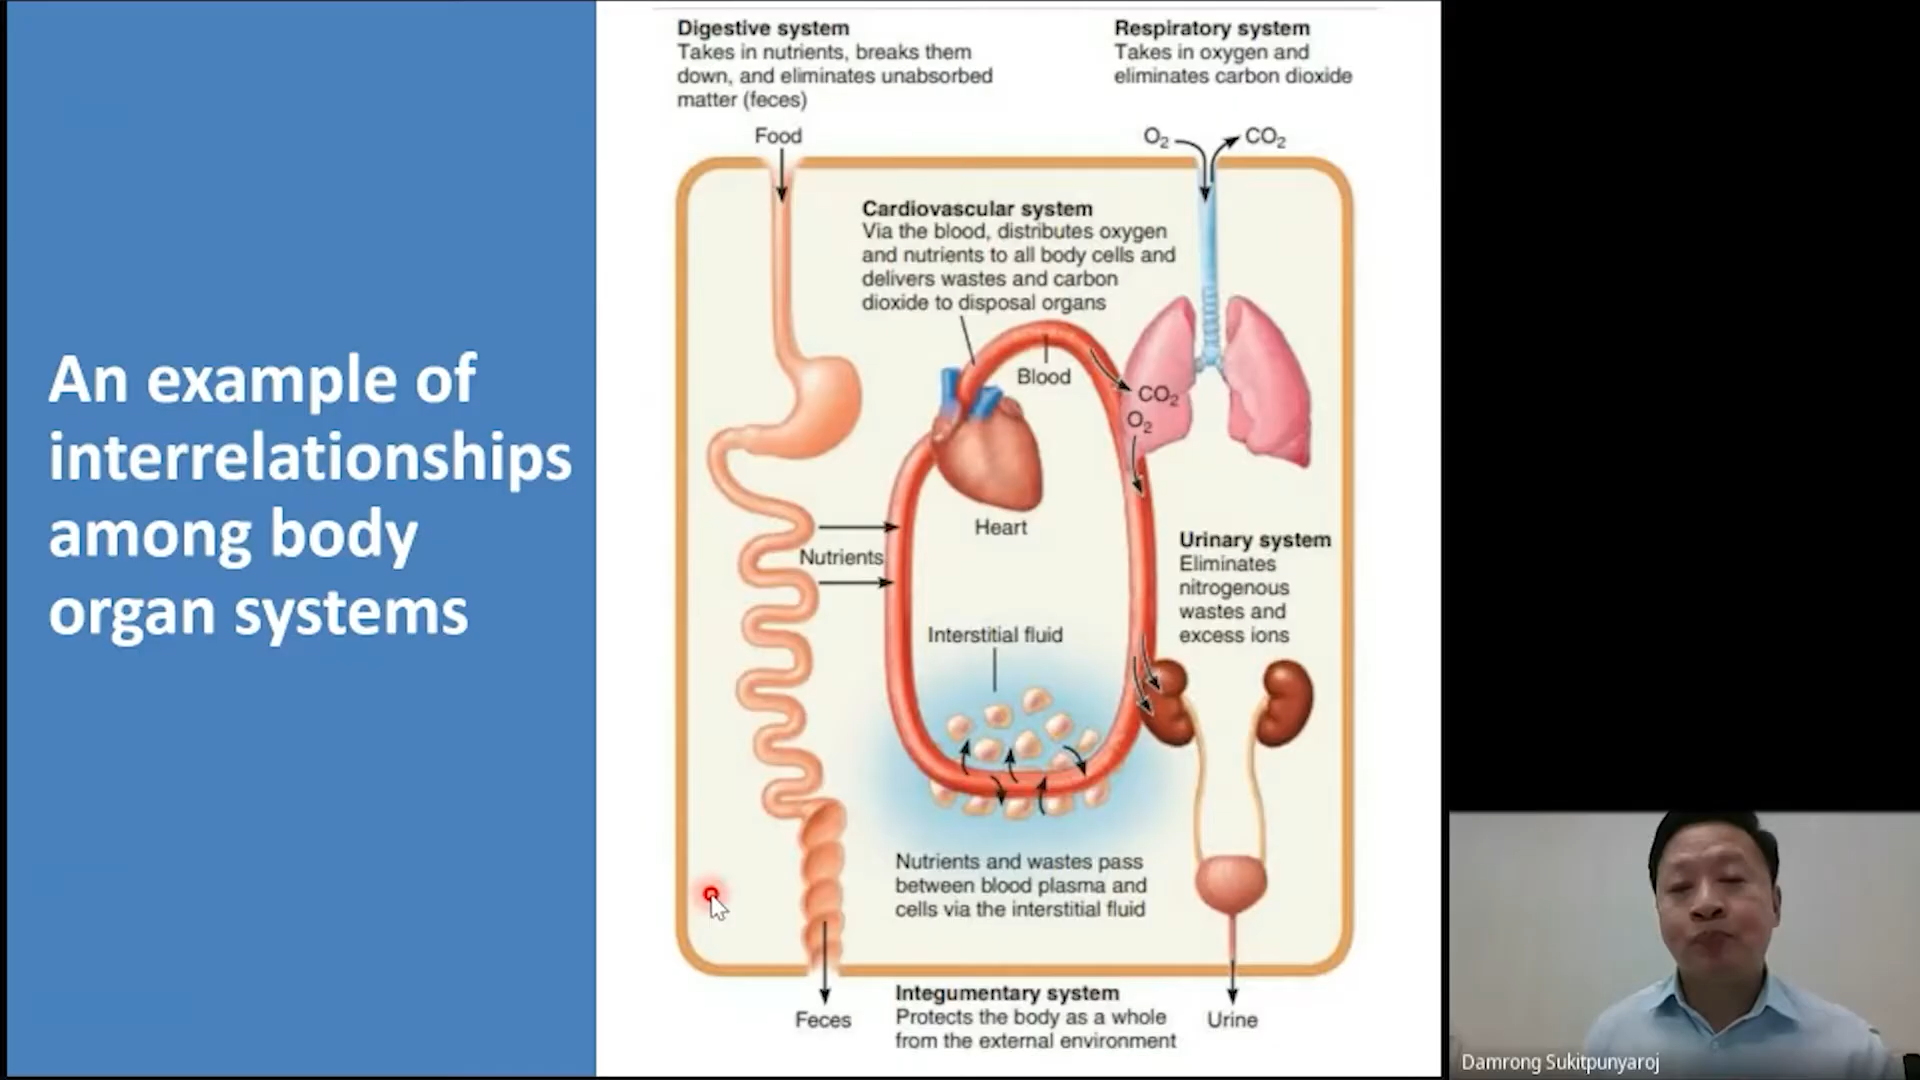 An example of
interrelationships
among body
organ systems
Digestive system
Takes in nutrients, breaks them
down, and eliminates unabsorbed
matter (feces)
Respiratory system
Takes in oxygen and
eliminates carbon dioxide
Food
O₂
CO₂
Cardiovascular system
Via the blood, distributes oxygen
and nutrients to all body cells and
delivers wastes and carbon
dioxide to disposal organs
Blood
CO₂
O₂
Heart
Nutrients
Urinary system
Eliminates
nitrogenous
wastes and
excess ions
Interstitial fluid
Nutrients and wastes pass
between blood plasma and
cells via the interstitial fluid
Feces
Integumentary system
Protects the body as a whole
from the external environment
Urine
Damrong Sukitpunyaroj